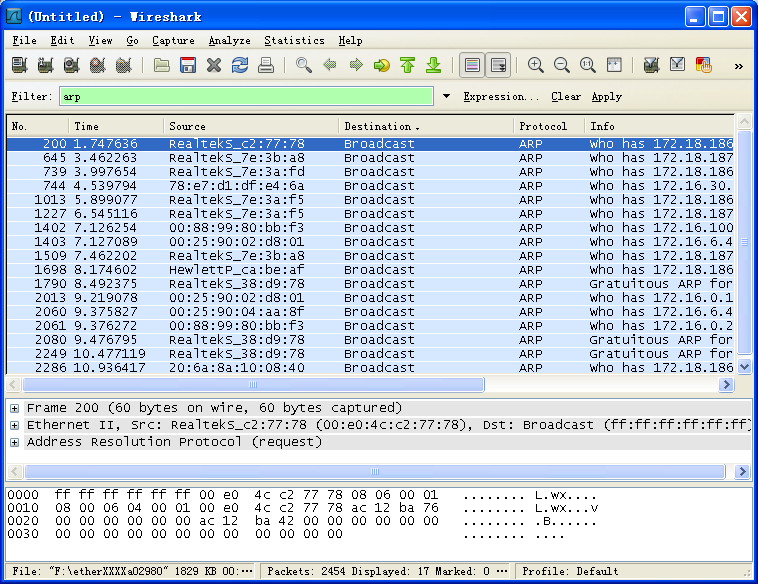 (Untitled) - Wireshark
File Edit View Go Capture Analyze Statistics Help
»
Filter: arp Expression... Clear Apply
No. Time Source Destination Protocol Info
200 1.747636 RealtekS_c2:77:78 Broadcast ARP who has 172.18.186
645 3.462263 RealtekS_7e:3b:a8 Broadcast ARP who has 172.18.187
739 3.997654 RealtekS_7e:3a:fd Broadcast ARP who has 172.18.186
744 4.539794 78:e7:d1:df:e4:6a Broadcast ARP who has 172.16.30.
1013 5.899077 RealtekS_7e:3a:f5 Broadcast ARP who has 172.18.186
1227 6.545116 RealtekS_7e:3a:f5 Broadcast ARP who has 172.18.187
1402 7.126254 00:88:99:80:bb:f3 Broadcast ARP who has 172.16.100
1403 7.127089 00:25:90:02:d8:01 Broadcast ARP who has 172.16.6.4
1509 7.462202 RealtekS_7e:3b:a8 Broadcast ARP who has 172.18.187
1698 8.174602 HewlettP_ca:be:af Broadcast ARP who has 172.18.186
1790 8.492375 RealtekS_38:d9:78 Broadcast ARP Gratuitous ARP for
2013 9.219078 00:25:90:02:d8:01 Broadcast ARP who has 172.16.0.1
2060 9.375827 00:25:90:04:aa:8f Broadcast ARP who has 172.16.6.4
2061 9.376272 00:88:99:80:bb:f3 Broadcast ARP who has 172.16.0.2
2080 9.476795 RealtekS_38:d9:78 Broadcast ARP Gratuitous ARP for
2249 10.477119 RealtekS_38:d9:78 Broadcast ARP Gratuitous ARP for
2286 10.936417 20:6a:8a:10:08:40 Broadcast ARP who has 172.18.186
Frame 200 (60 bytes on wire, 60 bytes captured)
Ethernet II, Src: RealtekS_c2:77:78 (00:e0:4c:c2:77:78), Dst: Broadcast (ff:ff:ff:ff:ff:ff)
Address Resolution Protocol (request)
0000 ff ff ff ff ff ff 00 e0 4c c2 77 78 08 06 00 01 ........ L.wx....
0010 08 00 06 04 00 01 00 e0 4c c2 77 78 ac 12 ba 76 ........ L.wx...v
0020 00 00 00 00 00 00 ac 12 ba 42 00 00 00 00 00 00 ........ .B......
0030 00 00 00 00 00 00 00 00 00 00 00 00 ........ ....
File: "F:\etherXXXXa02980" 1829 KB 00:... Packets: 2454 Displayed: 17 Marked: 0 ... Profile: Default